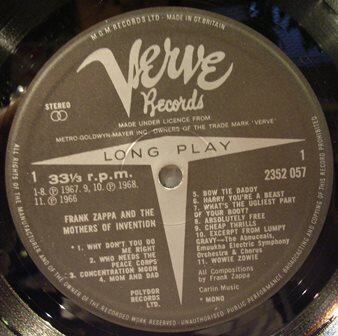 M.G.M. RECORDS LTD. - MADE IN GT. BRITAIN
Verve
Records
STEREO
MADE UNDER LICENCE FROM
METRO-GOLDWYN-MAYER INC. OWNERS OF THE TRADE MARK 'VERVE'
LONG PLAY
1
33⅓ r.p.m.
1
2352 057
1-8. ℗ 1967. 9, 10. ℗ 1968.
11. ℗ 1966
FRANK ZAPPA AND THE
MOTHERS OF INVENTION
* 1. WHY DON'T YOU DO
ME RIGHT
2. WHO NEEDS THE
PEACE CORPS
3. CONCENTRATION MOON
4. MOM AND DAD
POLYDOR
RECORDS
LTD.
5. BOW TIE DADDY
6. HARRY YOU'RE A BEAST
7. WHAT'S THE UGLIEST PART
OF YOUR BODY?
8. ABSOLUTELY FREE
9. CHEAP THRILLS
10. EXCERPT FROM LUMPY
GRAVY—The Abnuceals,
Emuukha Electric Symphony
Orchestra & Chorus
11. WOWIE ZOWIE
All Compositions
by Frank Zappa
Carlin Music
* MONO
ALL RIGHTS OF THE MANUFACTURER AND OF THE OWNER OF THE RECORDED WORK RESERVED - UNAUTHORISED PUBLIC PERFORMANCE, BROADCASTING AND COPYING OF THIS RECORD PROHIBITED